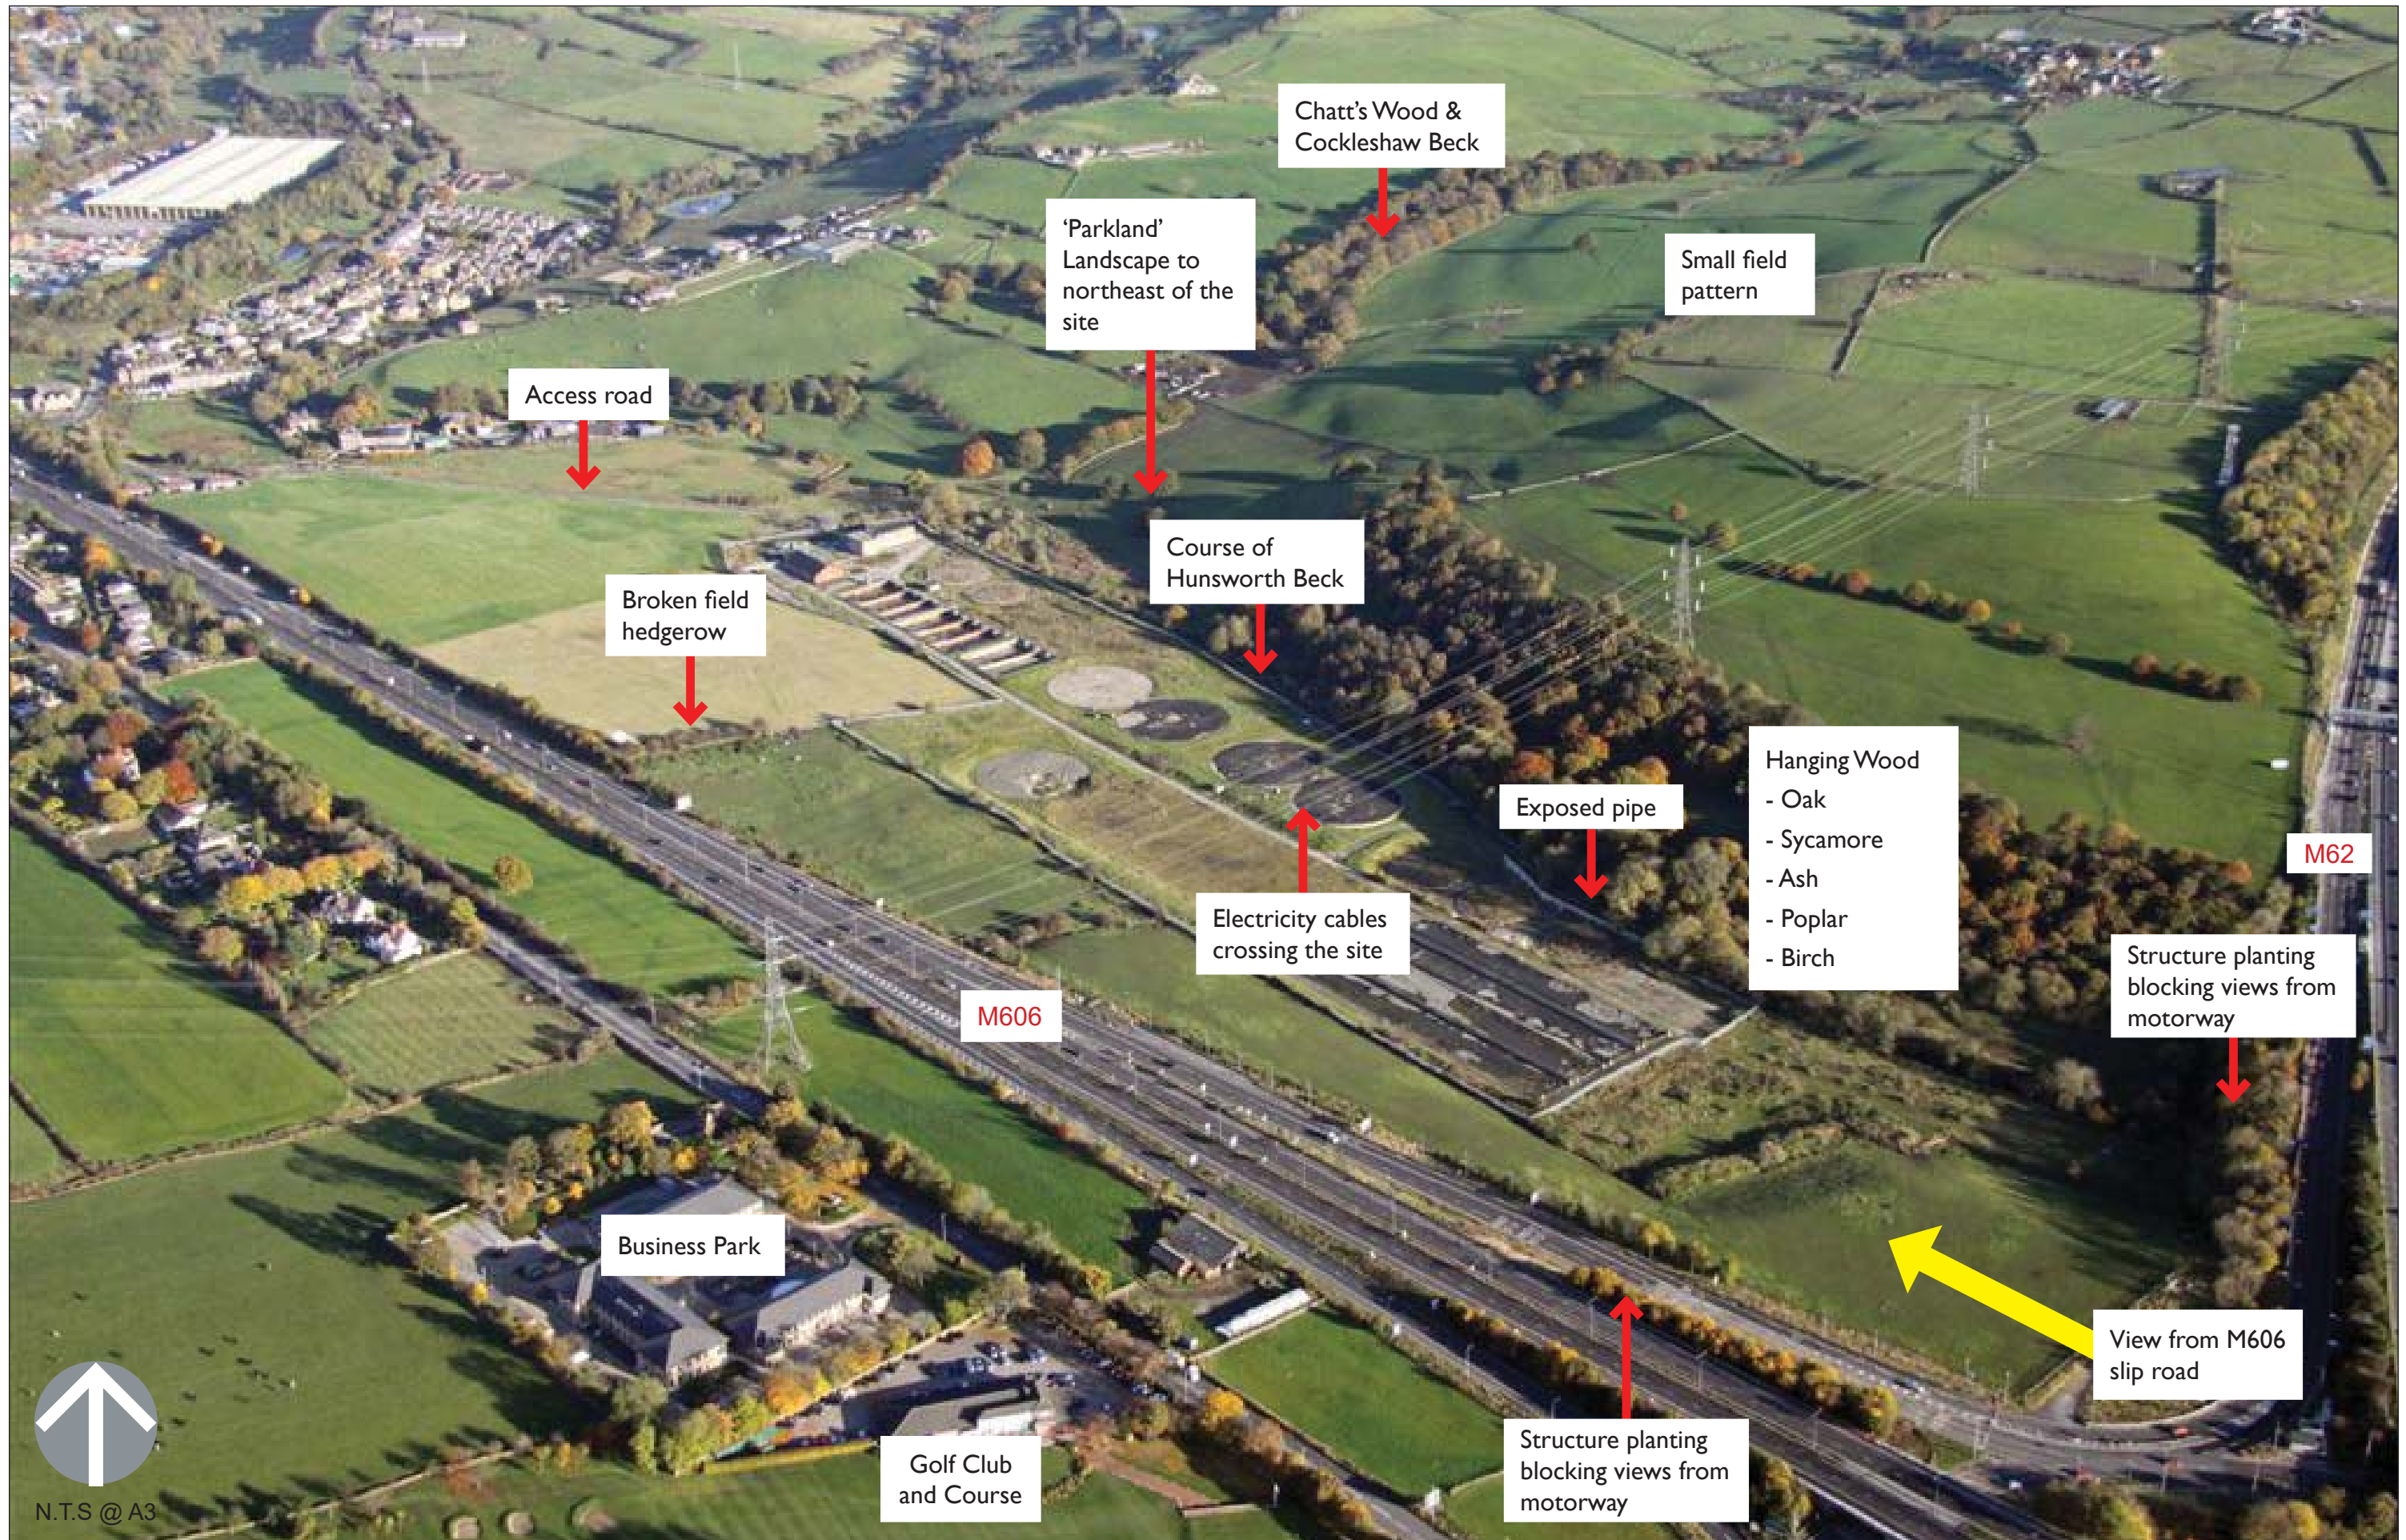 Chatt's Wood &
Cockleshaw Beck
‘Parkland’
Landscape to
northeast of the
site
Small field
pattern
Access road
Course of
Hunsworth Beck
Broken field
hedgerow
Hanging Wood
- Oak
- Sycamore
- Ash
- Poplar
- Birch
Exposed pipe
M62
Electricity cables
crossing the site
Structure planting
blocking views from
motorway
M606
Business Park
View from M606
slip road
Golf Club
and Course
Structure planting
blocking views from
motorway
N.T.S @ A3